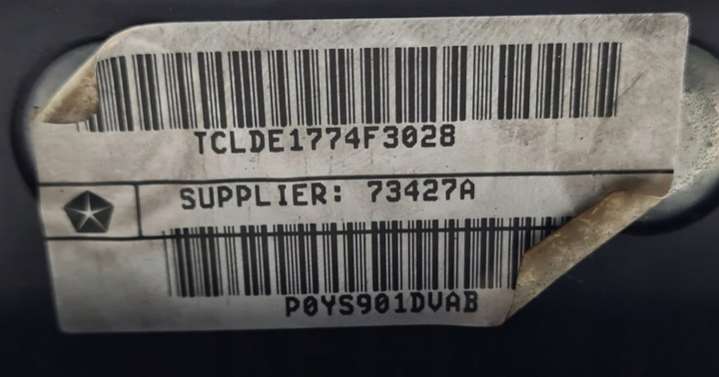 TCLDE1774F3028
SUPPLIER: 73427A
P0YS901DVAB